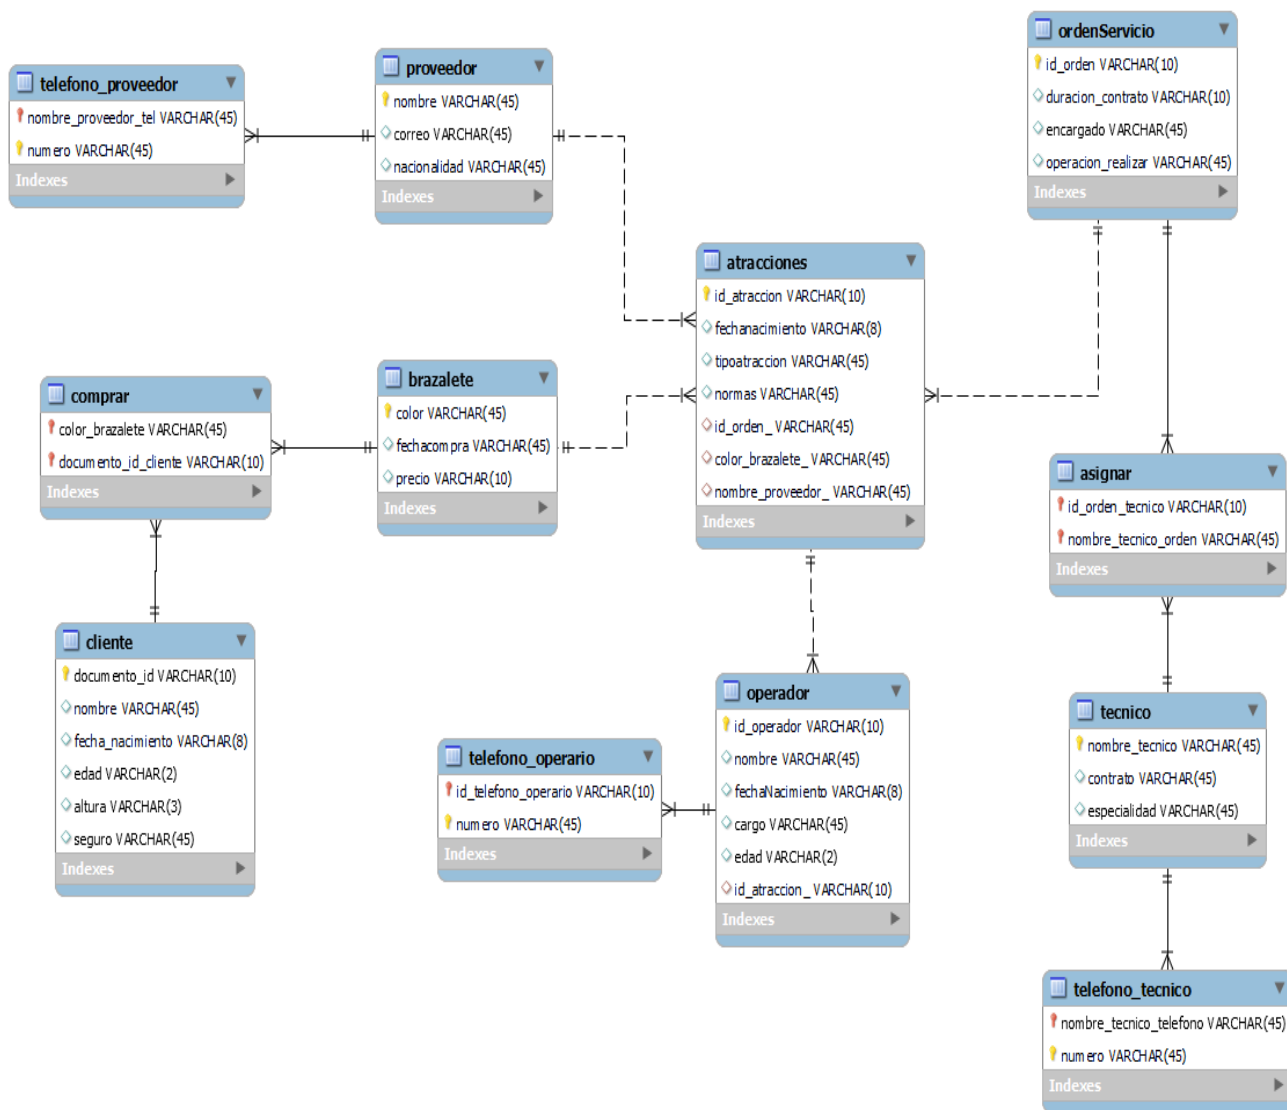 telefono_proveedor
nombre_proveedor_tel VARCHAR(45)
numero VARCHAR(45)
Indexes
proveedor
nombre VARCHAR(45)
correo VARCHAR(45)
nacionalidad VARCHAR(45)
Indexes
ordenServicio
id_orden VARCHAR(10)
duracion_contrato VARCHAR(10)
encargado VARCHAR(45)
operacion_realizar VARCHAR(45)
Indexes
atracciones
id_atraccion VARCHAR(10)
fechanacimiento VARCHAR(8)
tipoatraccion VARCHAR(45)
normas VARCHAR(45)
id_orden_ VARCHAR(45)
color_brazalete_ VARCHAR(45)
nombre_proveedor_ VARCHAR(45)
Indexes
comprar
color_brazalete VARCHAR(45)
documento_id_cliente VARCHAR(10)
Indexes
brazalete
color VARCHAR(45)
fechacompra VARCHAR(45)
precio VARCHAR(10)
Indexes
asignar
id_orden_tecnico VARCHAR(10)
nombre_tecnico_orden VARCHAR(45)
Indexes
cliente
documento_id VARCHAR(10)
nombre VARCHAR(45)
fecha_nacimiento VARCHAR(8)
edad VARCHAR(2)
altura VARCHAR(3)
seguro VARCHAR(45)
Indexes
telefono_operario
id_telefono_operario VARCHAR(10)
numero VARCHAR(45)
Indexes
operador
id_operador VARCHAR(10)
nombre VARCHAR(45)
fechaNacimiento VARCHAR(8)
cargo VARCHAR(45)
edad VARCHAR(2)
id_atraccion_ VARCHAR(10)
Indexes
tecnico
nombre_tecnico VARCHAR(45)
contrato VARCHAR(45)
especialidad VARCHAR(45)
Indexes
telefono_tecnico
nombre_tecnico_telefono VARCHAR(45)
numero VARCHAR(45)
Indexes